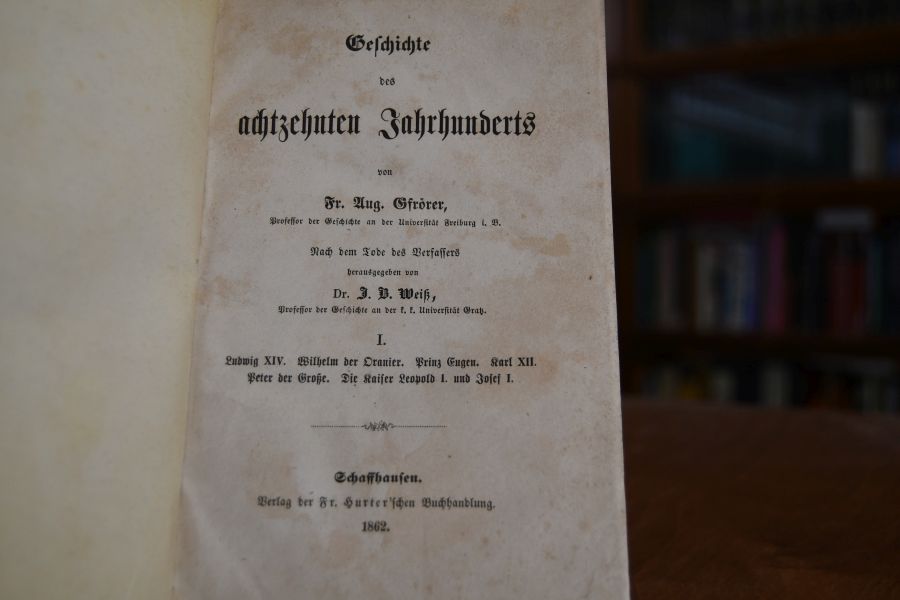 Geſchichte
des
achtzehnten Jahrhunderts
von
Fr. Aug. Gfrörer,
Profeſſor der Geſchichte an der Univerſität Freiburg i. B.
Nach dem Tode des Verfaſſers
herausgegeben von
Dr. J. B. Weiß,
Profeſſor der Geſchichte an der k. k. Univerſität Gratz.
I.
Ludwig XIV. Wilhelm der Oranier. Prinz Eugen. Karl XII.
Peter der Große. Die Kaiſer Leopold I. und Joſef I.
Schaffhauſen.
Verlag der Fr. Hurter'ſchen Buchhandlung.
1862.